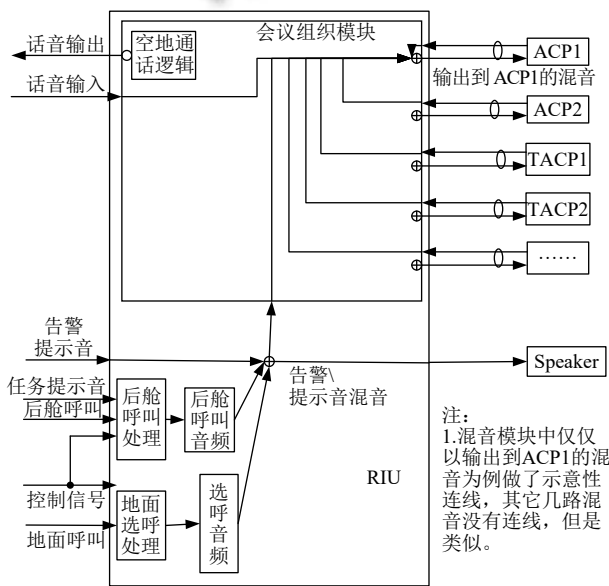 会议组织模块
话音输出
空地通
话逻辑
ACP1
话音输入
输出到 ACP1的混音
ACP2
TACP1
TACP2
……
告警
提示音
Speaker
告警\
提示音混音
任务提示音
后舱呼叫
后舱
呼叫
处理
后舱
呼叫
音频
RIU
控制信号
地面呼叫
地面
选呼
处理
选
呼
音
频
注：
1.混音模块中仅仅
以输出到ACP1的混
音为例做了示意性
连线，其它几路混
音没有连线，但是
类似。